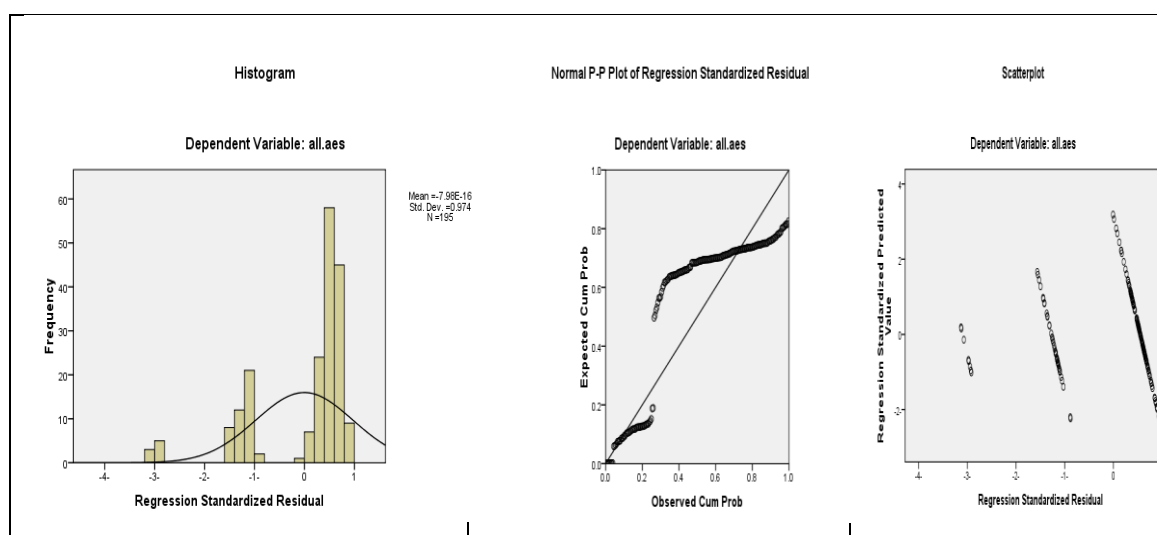 Histogram
Dependent Variable: all.aes
Mean =-7.98E-16
Std. Dev. =0.974
N =195
Frequency
60
50
40
30
20
10
0
-4
-3
-2
-1
0
1
Regression Standardized Residual
Normal P-P Plot of Regression Standardized Residual
Dependent Variable: all.aes
Expected Cum Prob
1.0
0.8
0.6
0.4
0.2
0.0
0.0
0.2
0.4
0.6
0.8
1.0
Observed Cum Prob
Scatterplot
Dependent Variable: all.aes
Regression Standardized Predicted
Value
4
2
0
-2
-4
-3
-2
-1
0
Regression Standardized Residual